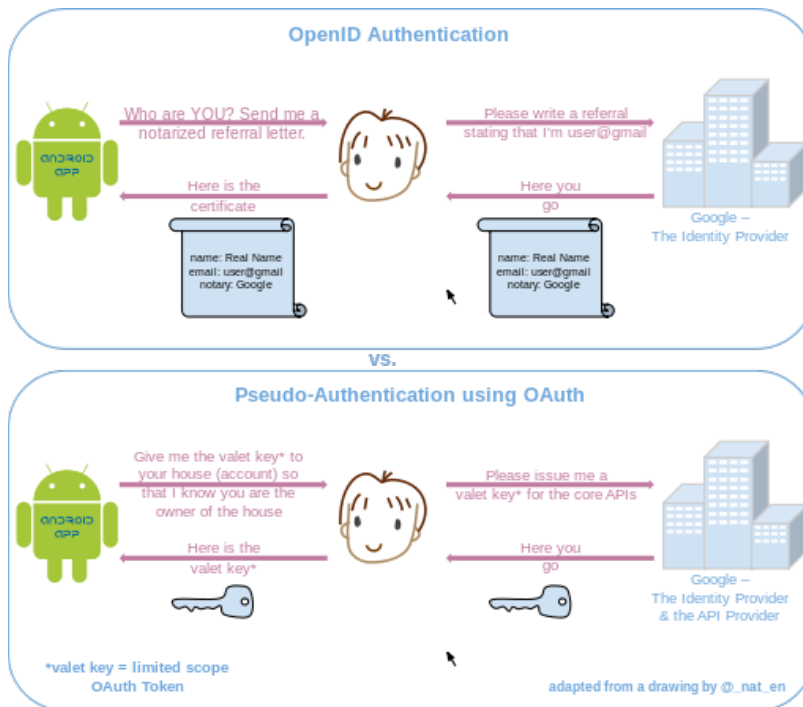 OpenID Authentication
Who are YOU? Send me a
notarized referral letter.
Please write a referral
stating that I'm user@gmail
ANDROID
APP
Here is the
certificate
Here you
go
Google –
The Identity Provider
name: Real Name
email: user@gmail
notary: Google
name: Real Name
email: user@gmail
notary: Google
vs.
Pseudo-Authentication using OAuth
Give me the valet key* to
your house (account) so
that I know you are the
owner of the house
Please issue me a
valet key* for the core APIs
ANDROID
APP
Here is the
valet key*
Here you
go
Google –
The Identity Provider
& the API Provider
*valet key = limited scope
OAuth Token
adapted from a drawing by @_nat_en